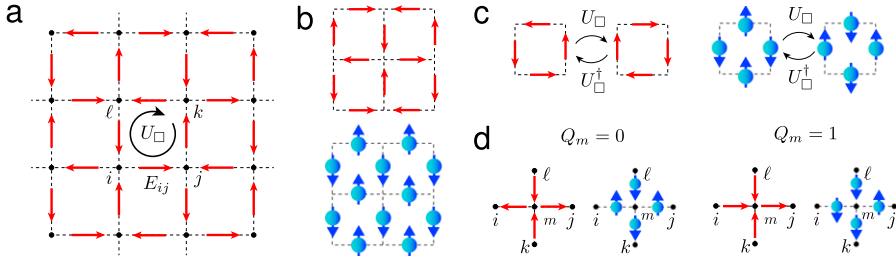 a
ℓ
k
U□
i
E_ij
j
b
c
U□
U□†
U□
U□†
d
Q_m = 0
Q_m = 1
ℓ
i
m
j
k
ℓ
i
m
j
k
ℓ
i
m
j
k
ℓ
i
m
j
k